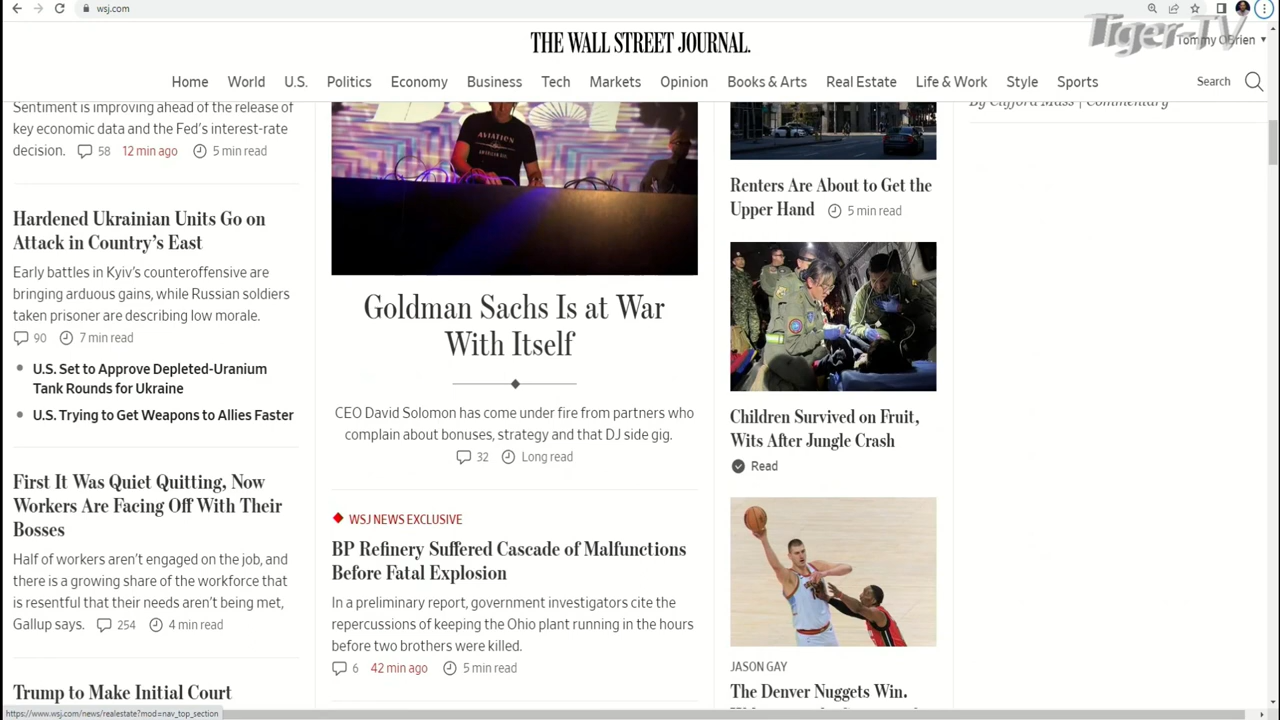 wsj.com
Tiger-TV
THE WALL STREET JOURNAL.
Tommy OBrien
Home World U.S. Politics Economy Business Tech Markets Opinion Books & Arts Real Estate Life & Work Style Sports Search
Sentiment is improving ahead of the release of
key economic data and the Fed's interest-rate
decision. 58 12 min ago 5 min read
Hardened Ukrainian Units Go on
Attack in Country's East
Early battles in Kyiv's counteroffensive are
bringing arduous gains, while Russian soldiers
taken prisoner are describing low morale.
90 7 min read
U.S. Set to Approve Depleted-Uranium
Tank Rounds for Ukraine
U.S. Trying to Get Weapons to Allies Faster
First It Was Quiet Quitting, Now
Workers Are Facing Off With Their
Bosses
Half of workers aren't engaged on the job, and
there is a growing share of the workforce that
is resentful that their needs aren't being met,
Gallup says. 254 4 min read
Trump to Make Initial Court
https://www.wsj.com/news/realestate?mod=nav_top_section
AVIATION
Goldman Sachs Is at War
With Itself
CEO David Solomon has come under fire from partners who
complain about bonuses, strategy and that DJ side gig.
32 Long read
WSJ NEWS EXCLUSIVE
BP Refinery Suffered Cascade of Malfunctions
Before Fatal Explosion
In a preliminary report, government investigators cite the
repercussions of keeping the Ohio plant running in the hours
before two brothers were killed.
6 42 min ago 5 min read
Renters Are About to Get the
Upper Hand 5 min read
Children Survived on Fruit,
Wits After Jungle Crash
Read
JASON GAY
The Denver Nuggets Win.
By Clifford Mass | Commentary